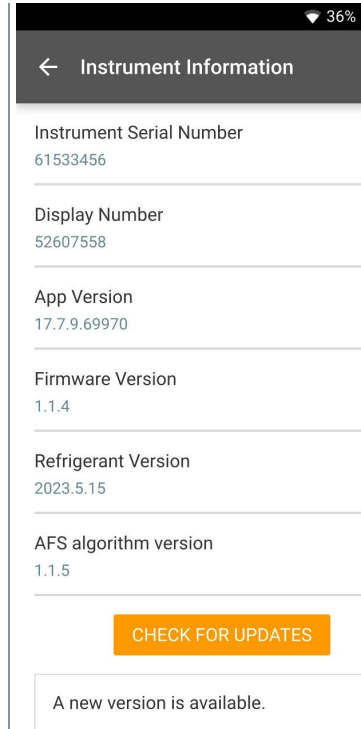 36%
Instrument Information
Instrument Serial Number
61533456
Display Number
52607558
App Version
17.7.9.69970
Firmware Version
1.1.4
Refrigerant Version
2023.5.15
AFS algorithm version
1.1.5
CHECK FOR UPDATES
A new version is available.